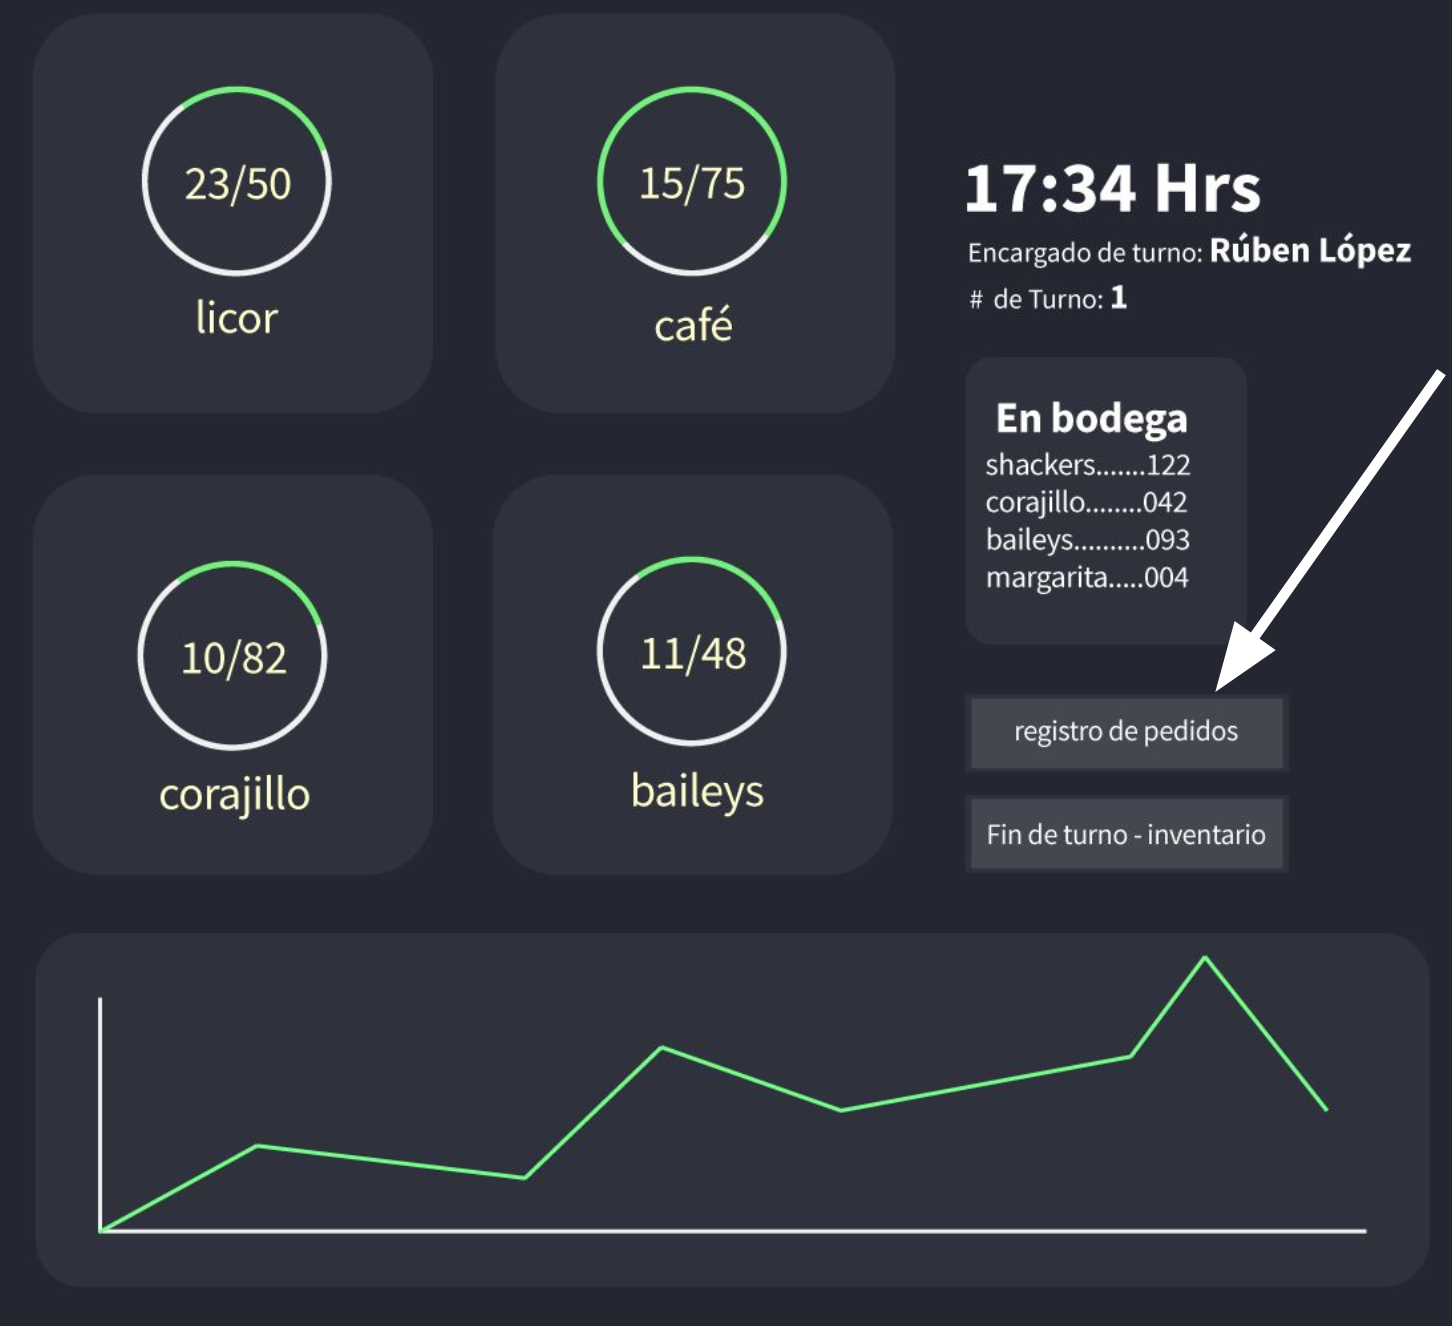 23/50
licor
15/75
café
10/82
corajillo
11/48
baileys
17:34 Hrs
Encargado de turno: Rúben López
# de Turno: 1
En bodega
shackers.......122
corajillo........042
baileys..........093
margarita.....004
registro de pedidos
Fin de turno - inventario